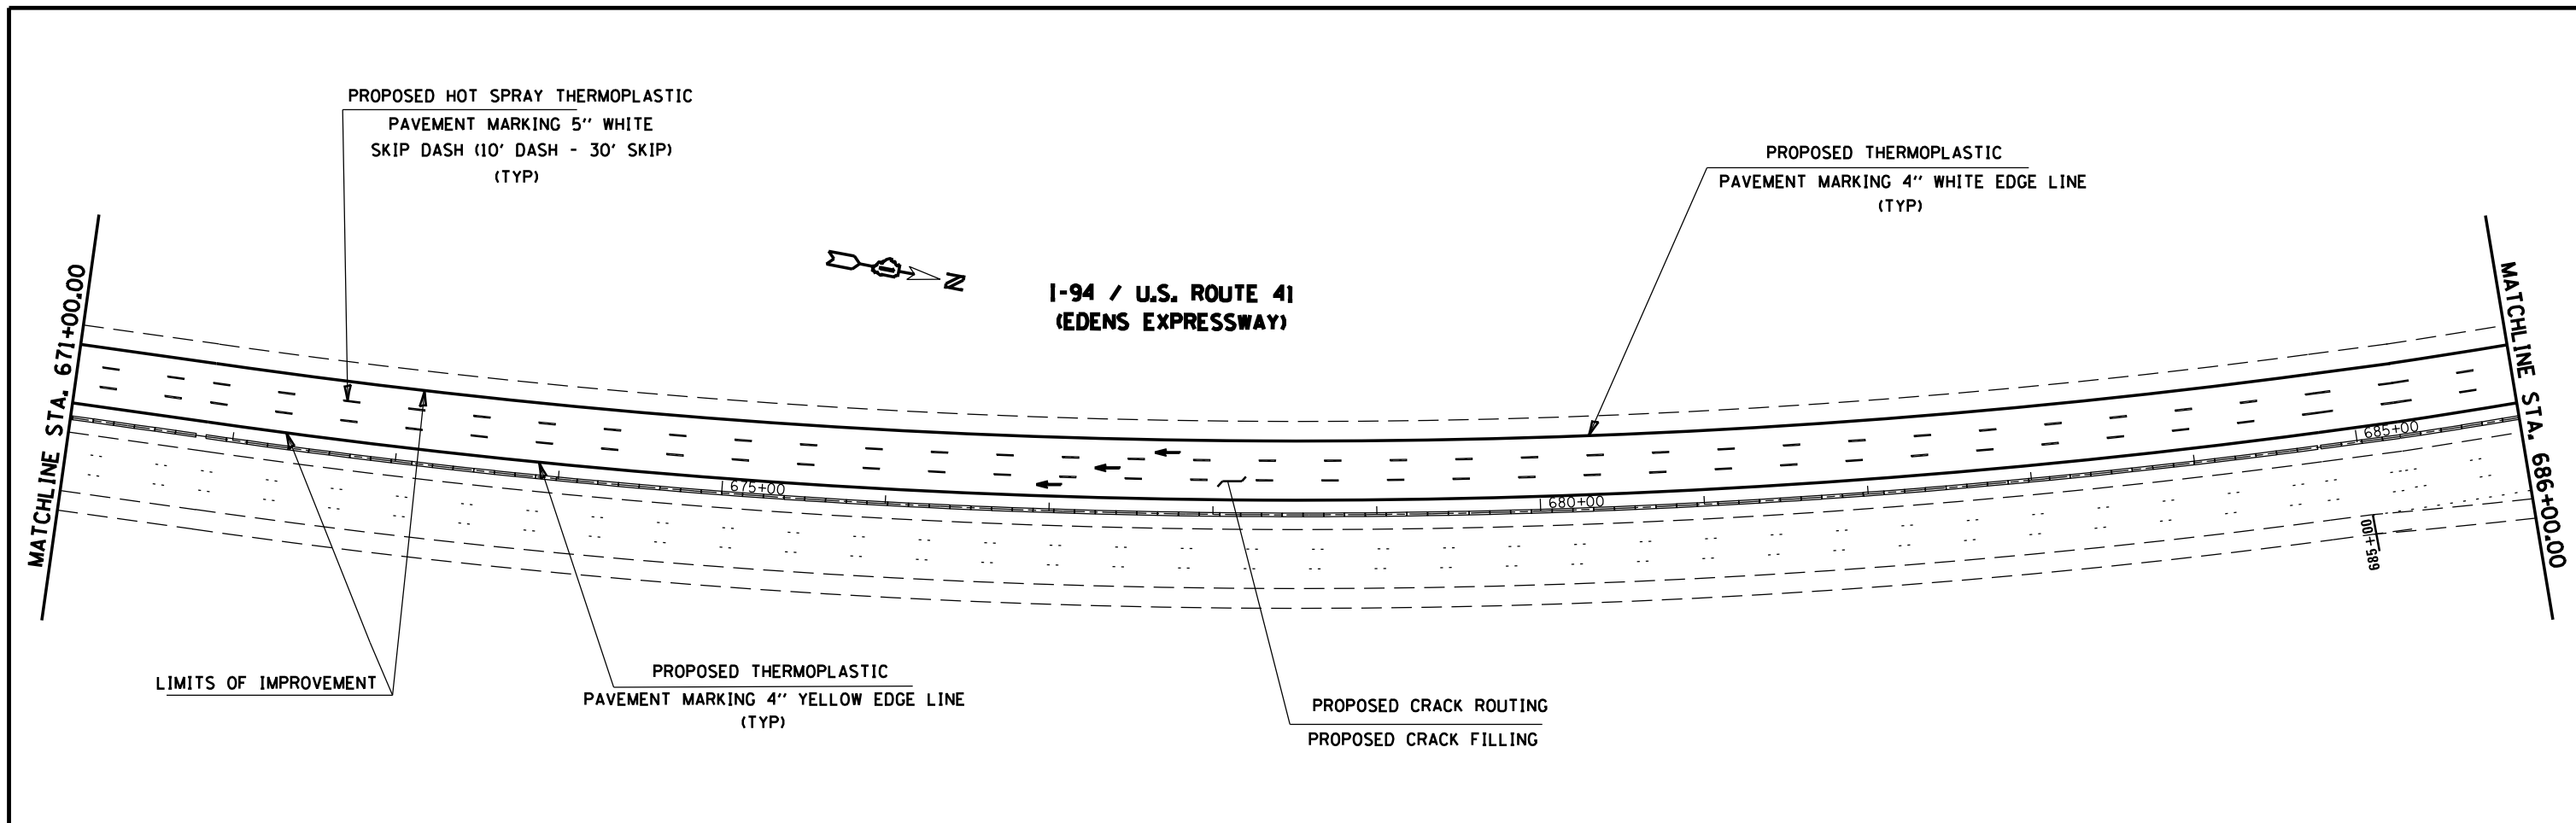 PROPOSED HOT SPRAY THERMOPLASTIC
PAVEMENT MARKING 5'' WHITE
SKIP DASH (10' DASH - 30' SKIP)
(TYP)
PROPOSED THERMOPLASTIC
PAVEMENT MARKING 4'' WHITE EDGE LINE
(TYP)
N
I-94 / U.S. ROUTE 41
(EDENS EXPRESSWAY)
MATCHLINE STA. 671+00.00
MATCHLINE STA. 686+00.00
675+00
680+00
685+00
685+00
LIMITS OF IMPROVEMENT
PROPOSED THERMOPLASTIC
PAVEMENT MARKING 4'' YELLOW EDGE LINE
(TYP)
PROPOSED CRACK ROUTING
PROPOSED CRACK FILLING